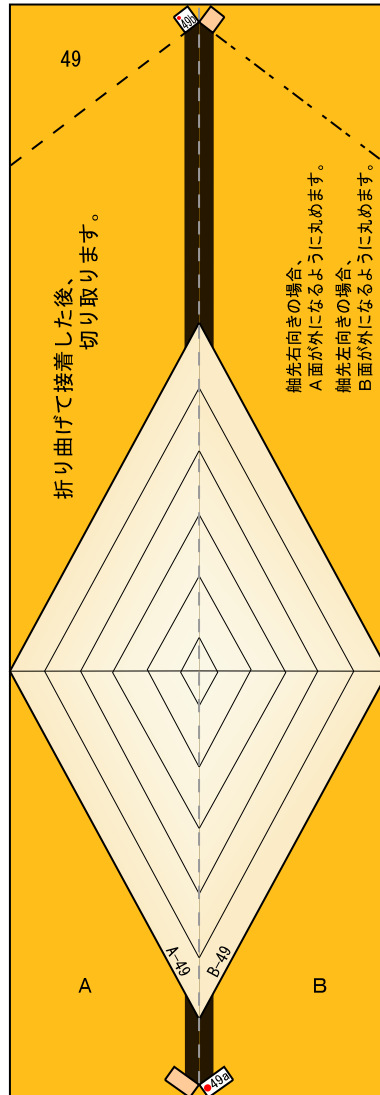 49b
49
折り曲げて接着した後、
切り取ります。
舳先右向きの場合、
A面が外になるように丸めます。
舳先左向きの場合、
B面が外になるように丸めます。
A-49
B-49
A
B
49a